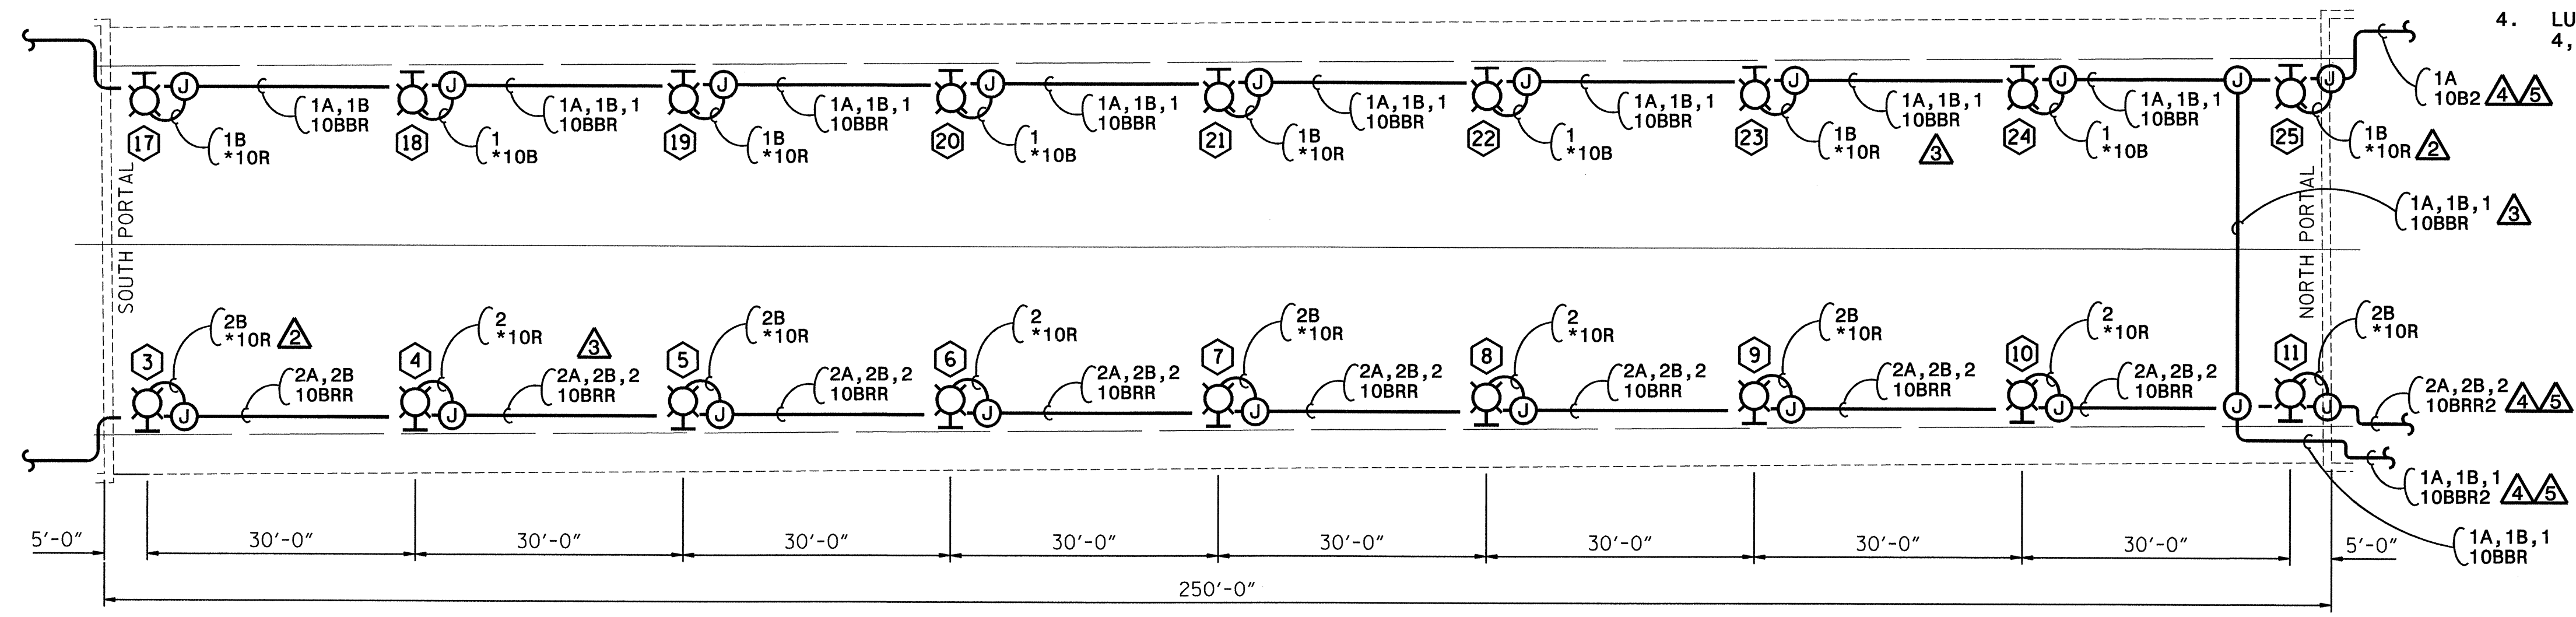 4. LU
4,
J
1A,1B
10BBR
17
1B
*10R
J
1A,1B,1
10BBR
18
1
*10B
J
1A,1B,1
10BBR
19
1B
*10R
J
1A,1B,1
10BBR
20
1
*10B
J
1A,1B,1
10BBR
21
1B
*10R
J
1A,1B,1
10BBR
22
1
*10B
J
1A,1B,1
10BBR
3
23
1B
*10R
J
1A,1B,1
10BBR
24
1
*10B
J
J
25
1B
*10R 2
1A
10B2 4 5
1A,1B,1
10BBR 3
SOUTH PORTAL
NORTH PORTAL
2B
*10R 2
3
J
2A,2B
10BRR
2
*10R
4
J
3
2A,2B,2
10BRR
2B
*10R
5
J
2A,2B,2
10BRR
2
*10R
6
J
2A,2B,2
10BRR
2B
*10R
7
J
2A,2B,2
10BRR
2
*10R
8
J
2A,2B,2
10BRR
2B
*10R
9
J
2A,2B,2
10BRR
2
*10R
10
J
2A,2B,2
10BRR
J
2B
*10R
11
J
2A,2B,2
10BRR2 4 5
1A,1B,1
10BBR2 4 5
1A,1B,1
10BBR
5'-0"
30'-0"
30'-0"
30'-0"
30'-0"
30'-0"
30'-0"
30'-0"
30'-0"
5'-0"
250'-0"